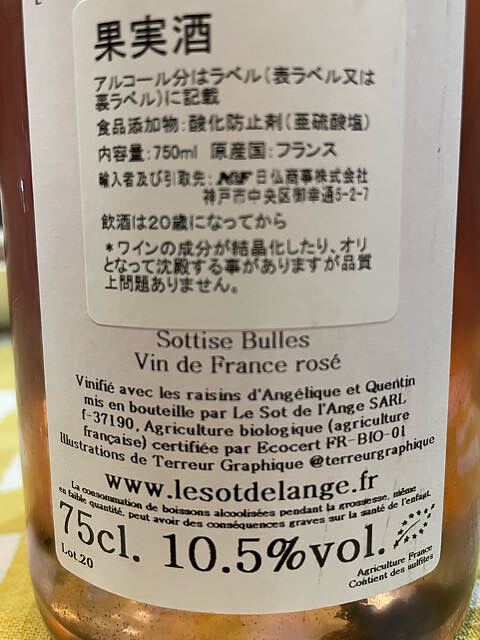 果実酒
アルコール分はラベル（表ラベル又は
裏ラベル）に記載
食品添加物：酸化防止剤（亜硫酸塩）
内容量：750ml 原産国：フランス
輸入者及び引取先：NF 日仏商事株式会社
神戸市中央区御幸通5-2-7
飲酒は20歳になってから
＊ワインの成分が結晶化したり、オリ
となって沈殿する事がありますが品質
上問題ありません。
Sottise Bulles
Vin de France rosé
Vinifié avec les raisins d'Angélique et Quentin
mis en bouteille par Le Sot de l'Ange SARL
f-37190, Agriculture biologique (agriculture
française) certifiée par Ecocert FR-BIO-01
Illustrations de Terreur Graphique @terreurgraphique
www.lesotdelange.fr
La consommation de boissons alcoolisées pendant la grossesse, même
en faible quantité, peut avoir des conséquences graves sur la santé de l'enfant.
75cl. 10.5%vol.
Lot.20
Agriculture France
Contient des sulfites